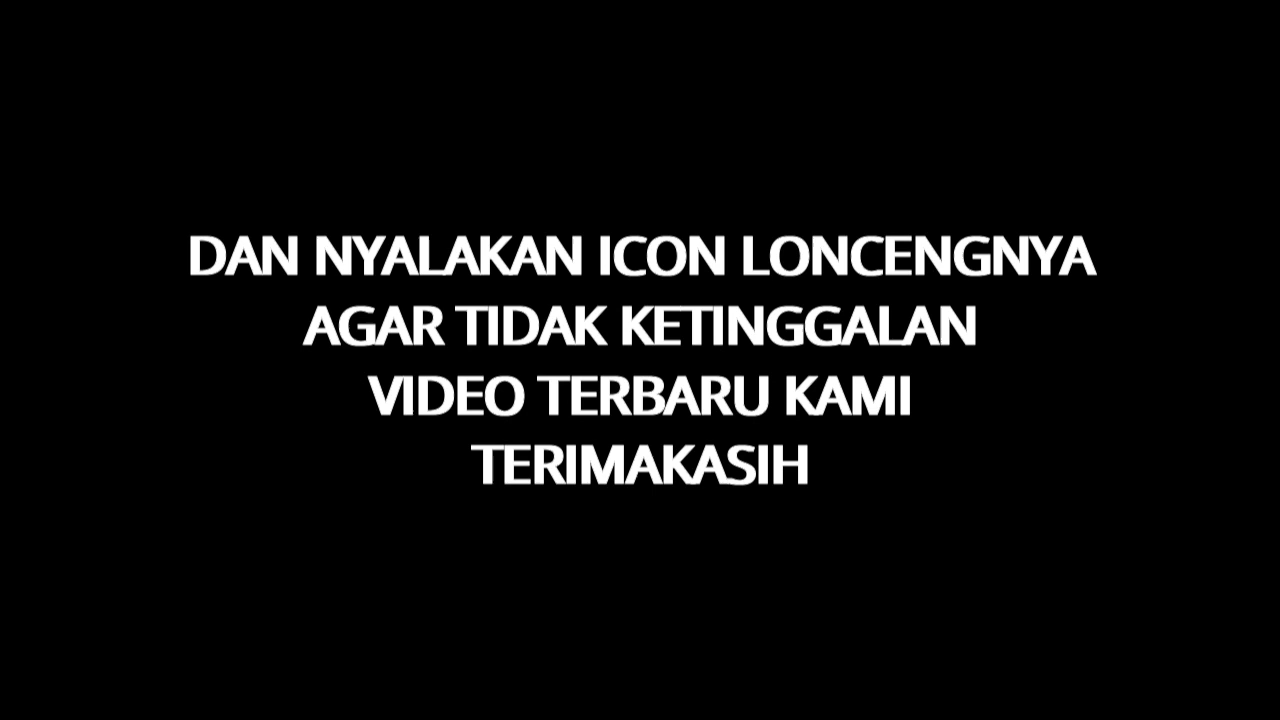 DAN NYALAKAN ICON LONCENGNYA
AGAR TIDAK KETINGGALAN
VIDEO TERBARU KAMI
TERIMAKASIH